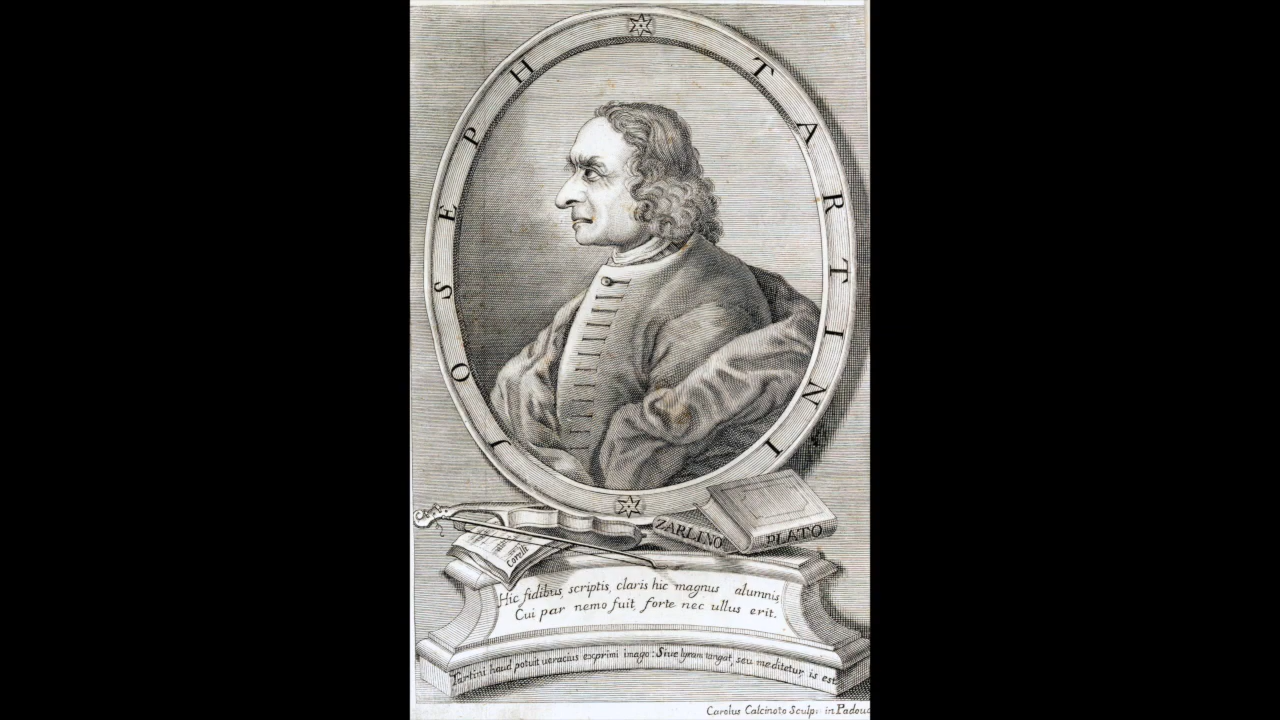 JOSEPH TARTINI
ZARLINO
PLATO
Corelli
Hic fidibus, scriptis, claris hic magnus alumnis,
Cui par nemo fuit, forte nec ullus erit.
Tartini haud potuit veracius exprimi imago: Sive lyram tangat, seu meditetur, is est.
Carolus Calcinoto Sculp: in Padoua